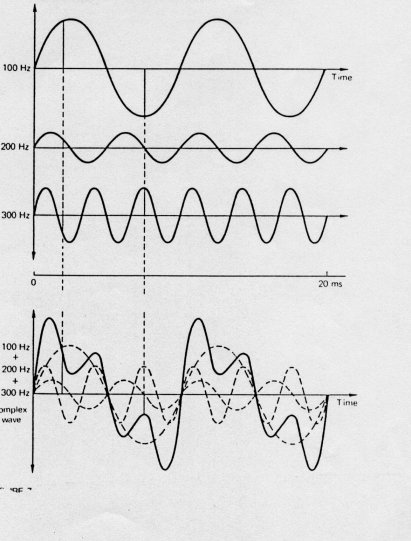 100 Hz
Time
200 Hz
300 Hz
0
20 ms
100 Hz
+
200 Hz
+
300 Hz
omplex
wave
Time